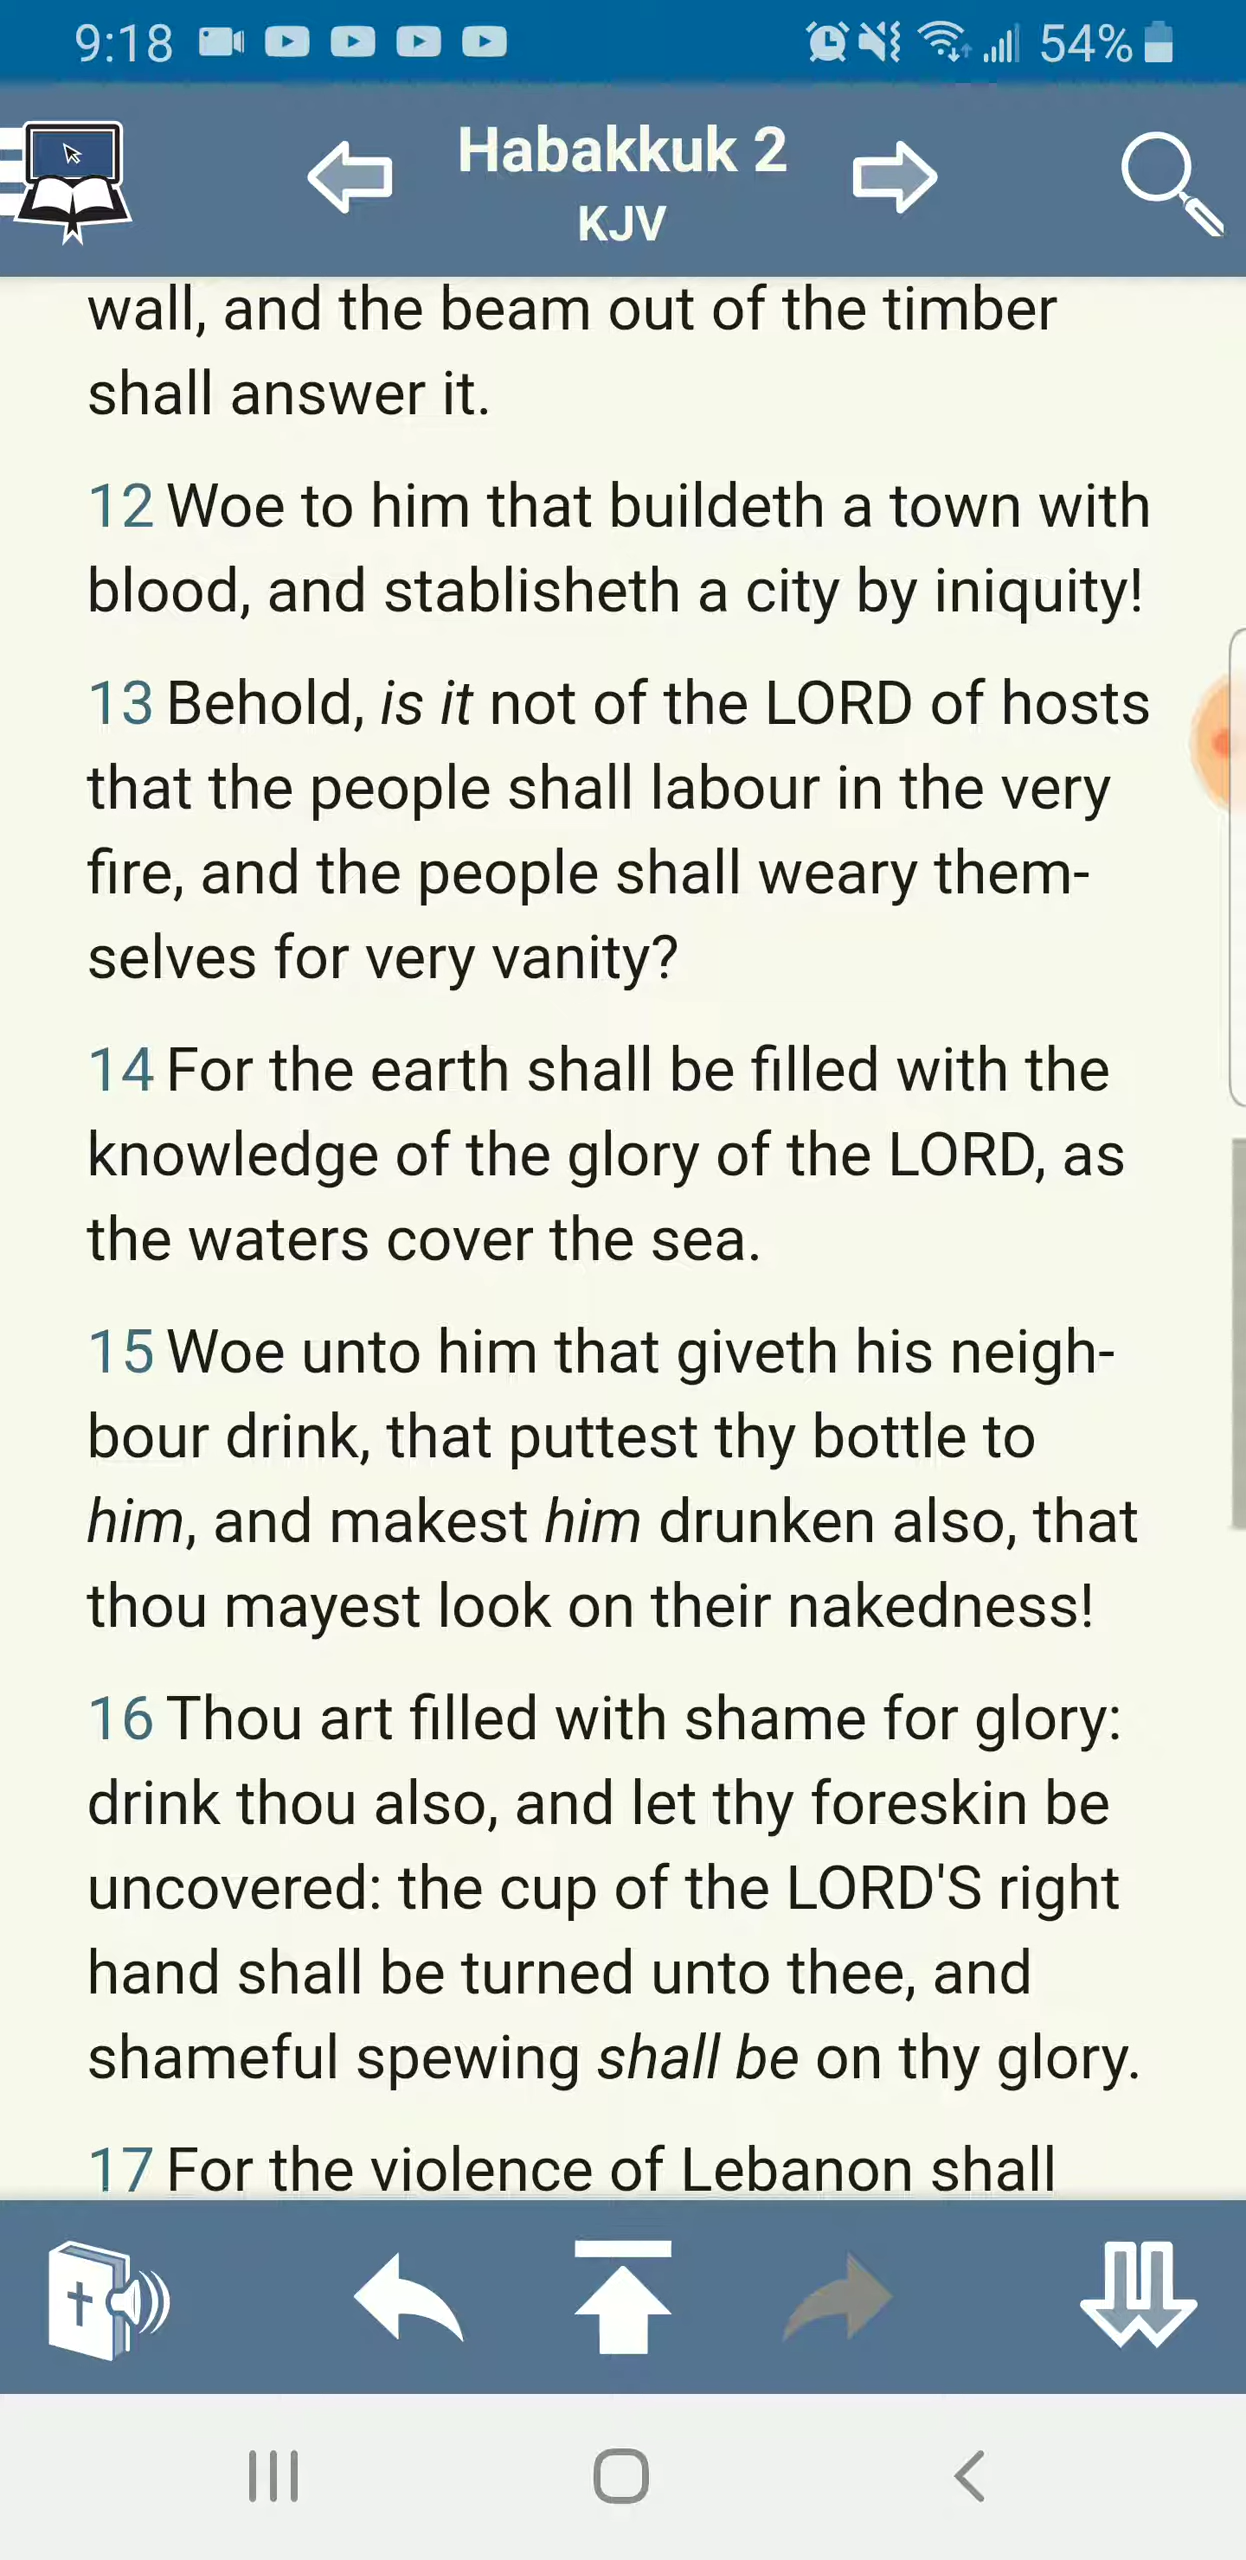 9:18 54%
Habakkuk 2
KJV
wall, and the beam out of the timber
shall answer it.
12 Woe to him that buildeth a town with
blood, and stablisheth a city by iniquity!
13 Behold, is it not of the LORD of hosts
that the people shall labour in the very
fire, and the people shall weary them-
selves for very vanity?
14 For the earth shall be filled with the
knowledge of the glory of the LORD, as
the waters cover the sea.
15 Woe unto him that giveth his neigh-
bour drink, that puttest thy bottle to
him, and makest him drunken also, that
thou mayest look on their nakedness!
16 Thou art filled with shame for glory:
drink thou also, and let thy foreskin be
uncovered: the cup of the LORD'S right
hand shall be turned unto thee, and
shameful spewing shall be on thy glory.
17 For the violence of Lebanon shall